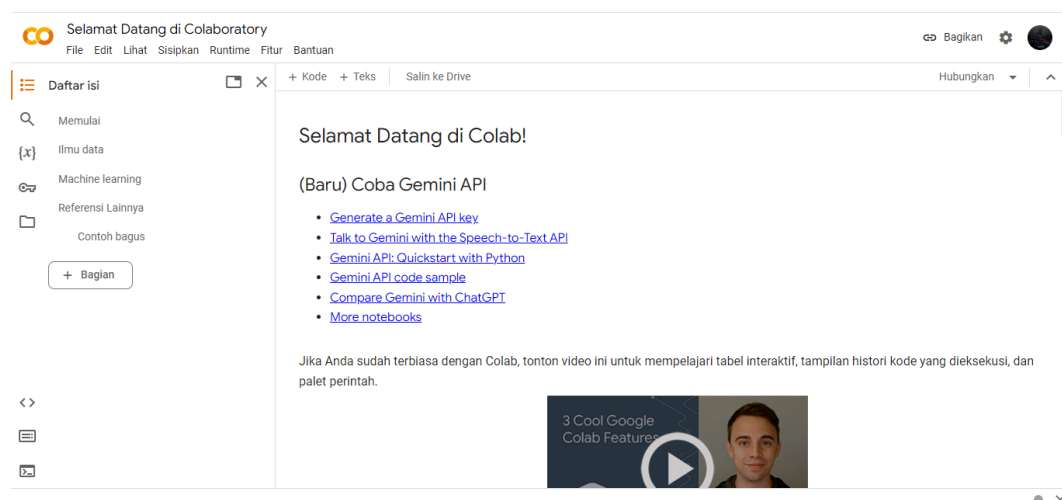 Selamat Datang di Colaboratory
File Edit Lihat Sisipkan Runtime Fitur Bantuan
Bagikan
Daftar isi
+ Kode + Teks Salin ke Drive
Hubungkan
Memulai
Ilmu data
{x}
Machine learning
Referensi Lainnya
Contoh bagus
+ Bagian
Selamat Datang di Colab!
(Baru) Coba Gemini API
Generate a Gemini API key
Talk to Gemini with the Speech-to-Text API
Gemini API: Quickstart with Python
Gemini API code sample
Compare Gemini with ChatGPT
More notebooks
Jika Anda sudah terbiasa dengan Colab, tonton video ini untuk mempelajari tabel interaktif, tampilan histori kode yang dieksekusi, dan
palet perintah.
3 Cool Google
Colab Features